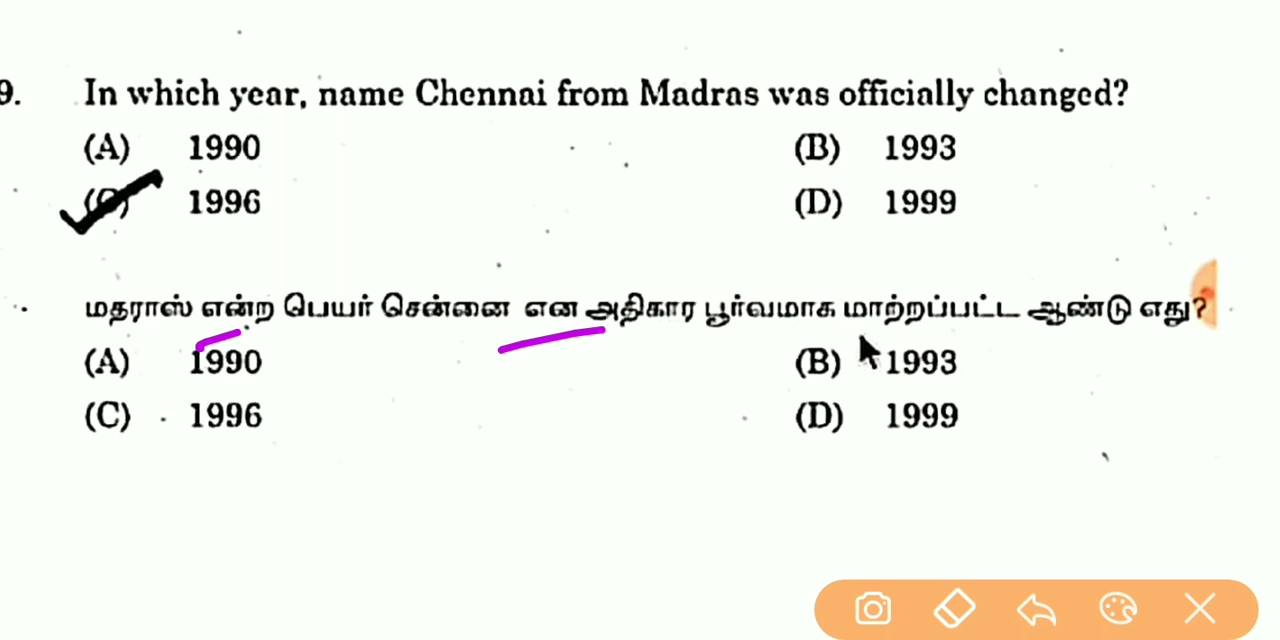 9. In which year, name Chennai from Madras was officially changed?
(A) 1990 (B) 1993
(C) 1996 (D) 1999
மதராஸ் என்ற பெயர் சென்னை என அதிகார பூர்வமாக மாற்றப்பட்ட ஆண்டு எது?
(A) 1990 (B) 1993
(C) 1996 (D) 1999